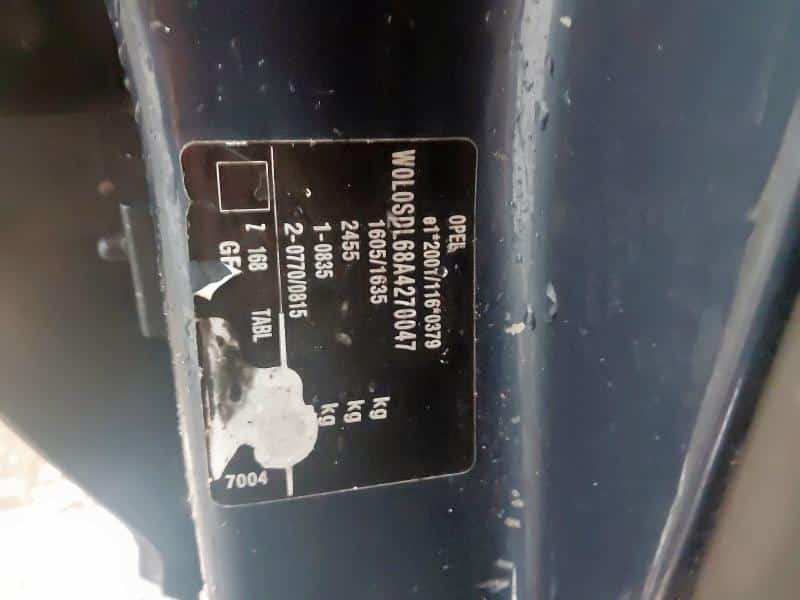 OPEL
e1*2001/116*0379
W0L0SDL68A4270047
1605/1635 kg
2455 kg
1-0835 kg
2-0770/0815
Z 168 TABL
GF
7004